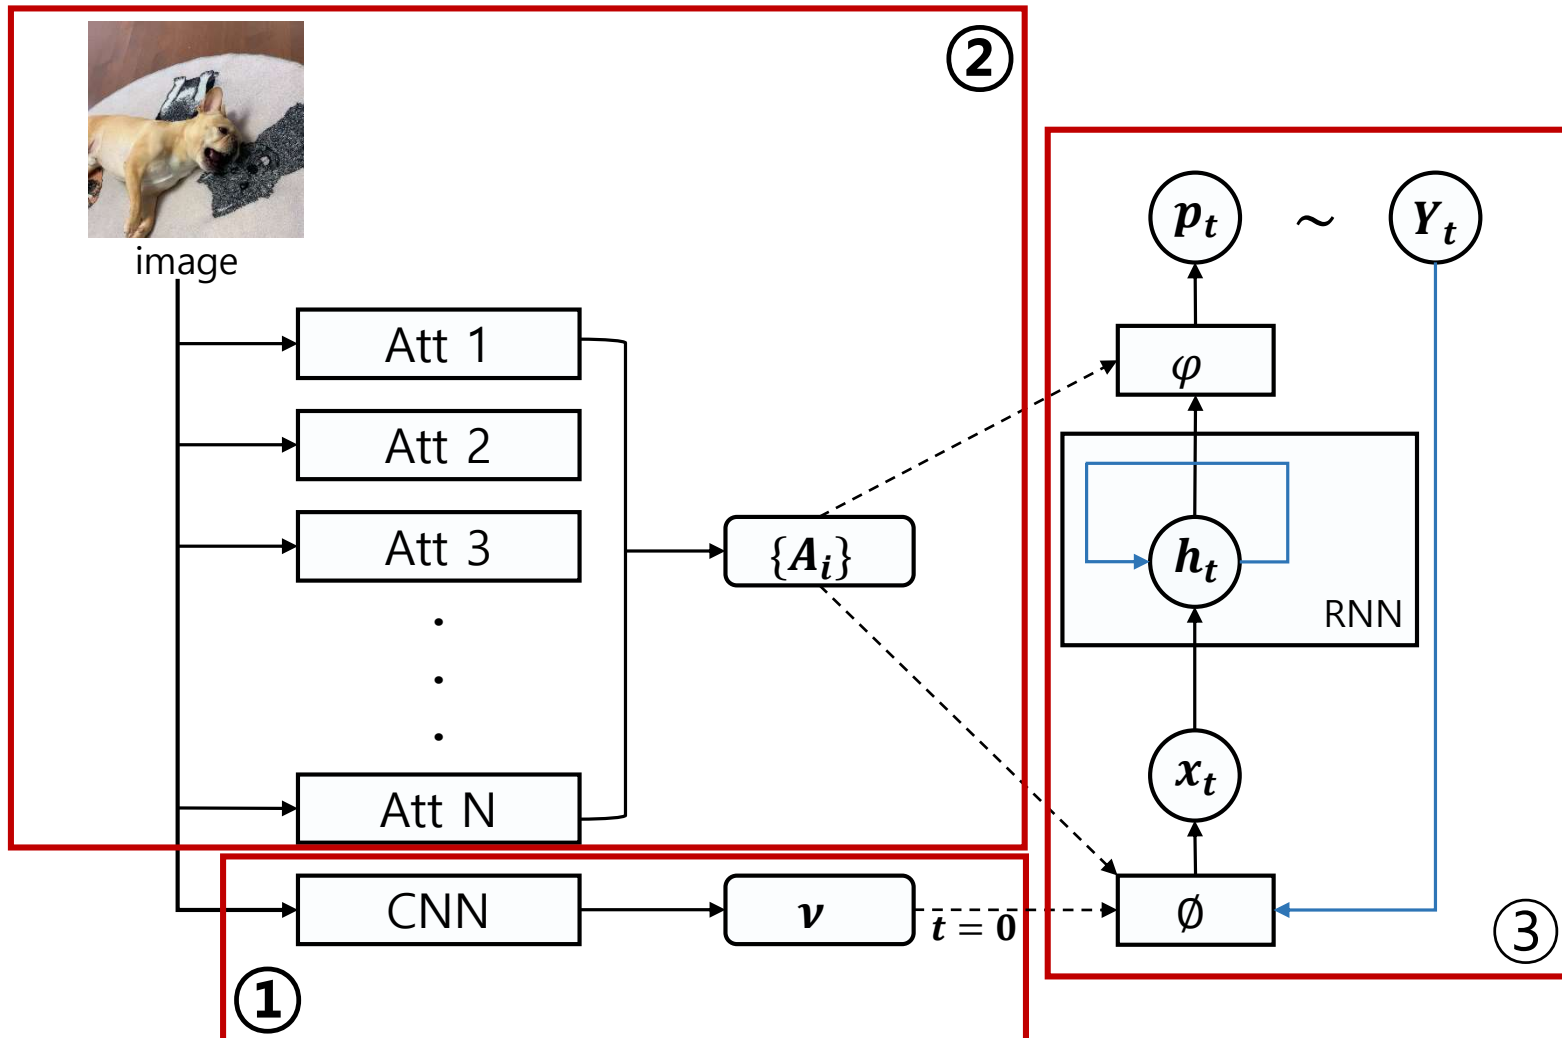 ②
image
Att 1
Att 2
Att 3
.
.
.
Att N
{A_i}
CNN
ν
t = 0
①
p_t ~ Y_t
φ
h_t
RNN
x_t
∅
③